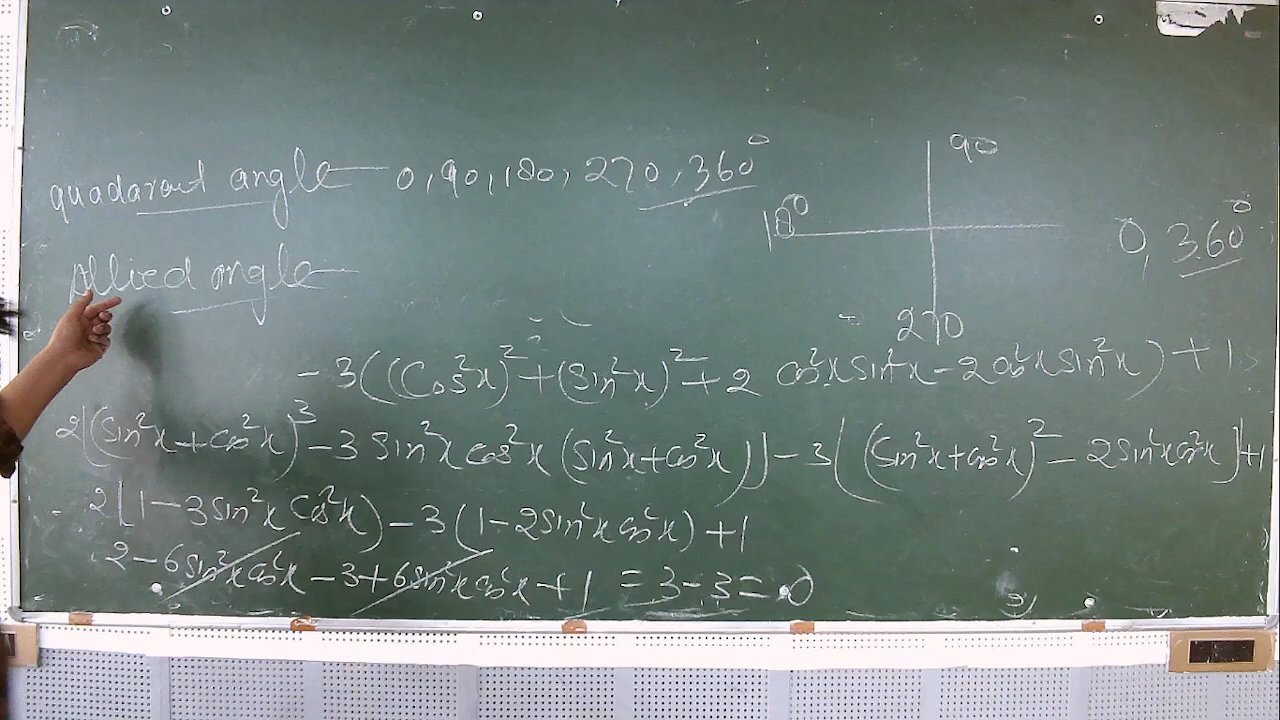 quadarant angle - 0, 90, 180, 270, 360°
90
180°
0, 360°
270
Allied angle -
- 3((Cos²x)² + (Sin²x)² + 2 cos²x sin²x - 2cos²x sin²x) + 1
2[(Sin²x + Cos²x)³ - 3 Sin²x cos²x (Sin²x + Cos²x)] - 3[(Sin²x + cos²x)² - 2Sin²x cos²x] + 1
2[1 - 3Sin²x Cos²x) - 3(1 - 2Sin²x cos²x) + 1
2 - 6sin²x cos²x - 3 + 6sin²x cos²x + 1 = 3 - 3 = 0